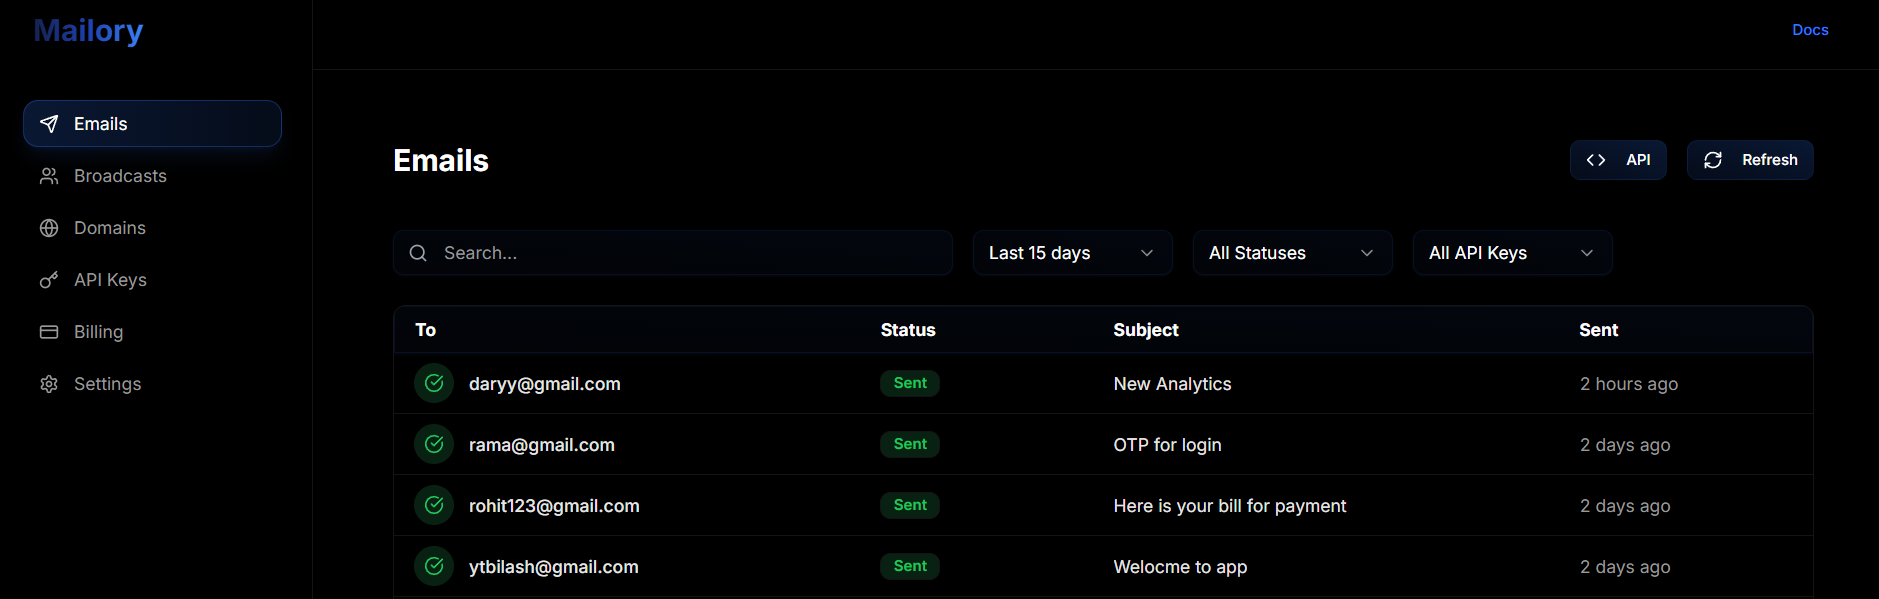 Mailory
Docs
Emails
Broadcasts
Domains
API Keys
Billing
Settings
Emails
API
Refresh
Search...
Last 15 days
All Statuses
All API Keys
To Status Subject Sent
daryy@gmail.com Sent New Analytics 2 hours ago
rama@gmail.com Sent OTP for login 2 days ago
rohit123@gmail.com Sent Here is your bill for payment 2 days ago
ytbilash@gmail.com Sent Welocme to app 2 days ago